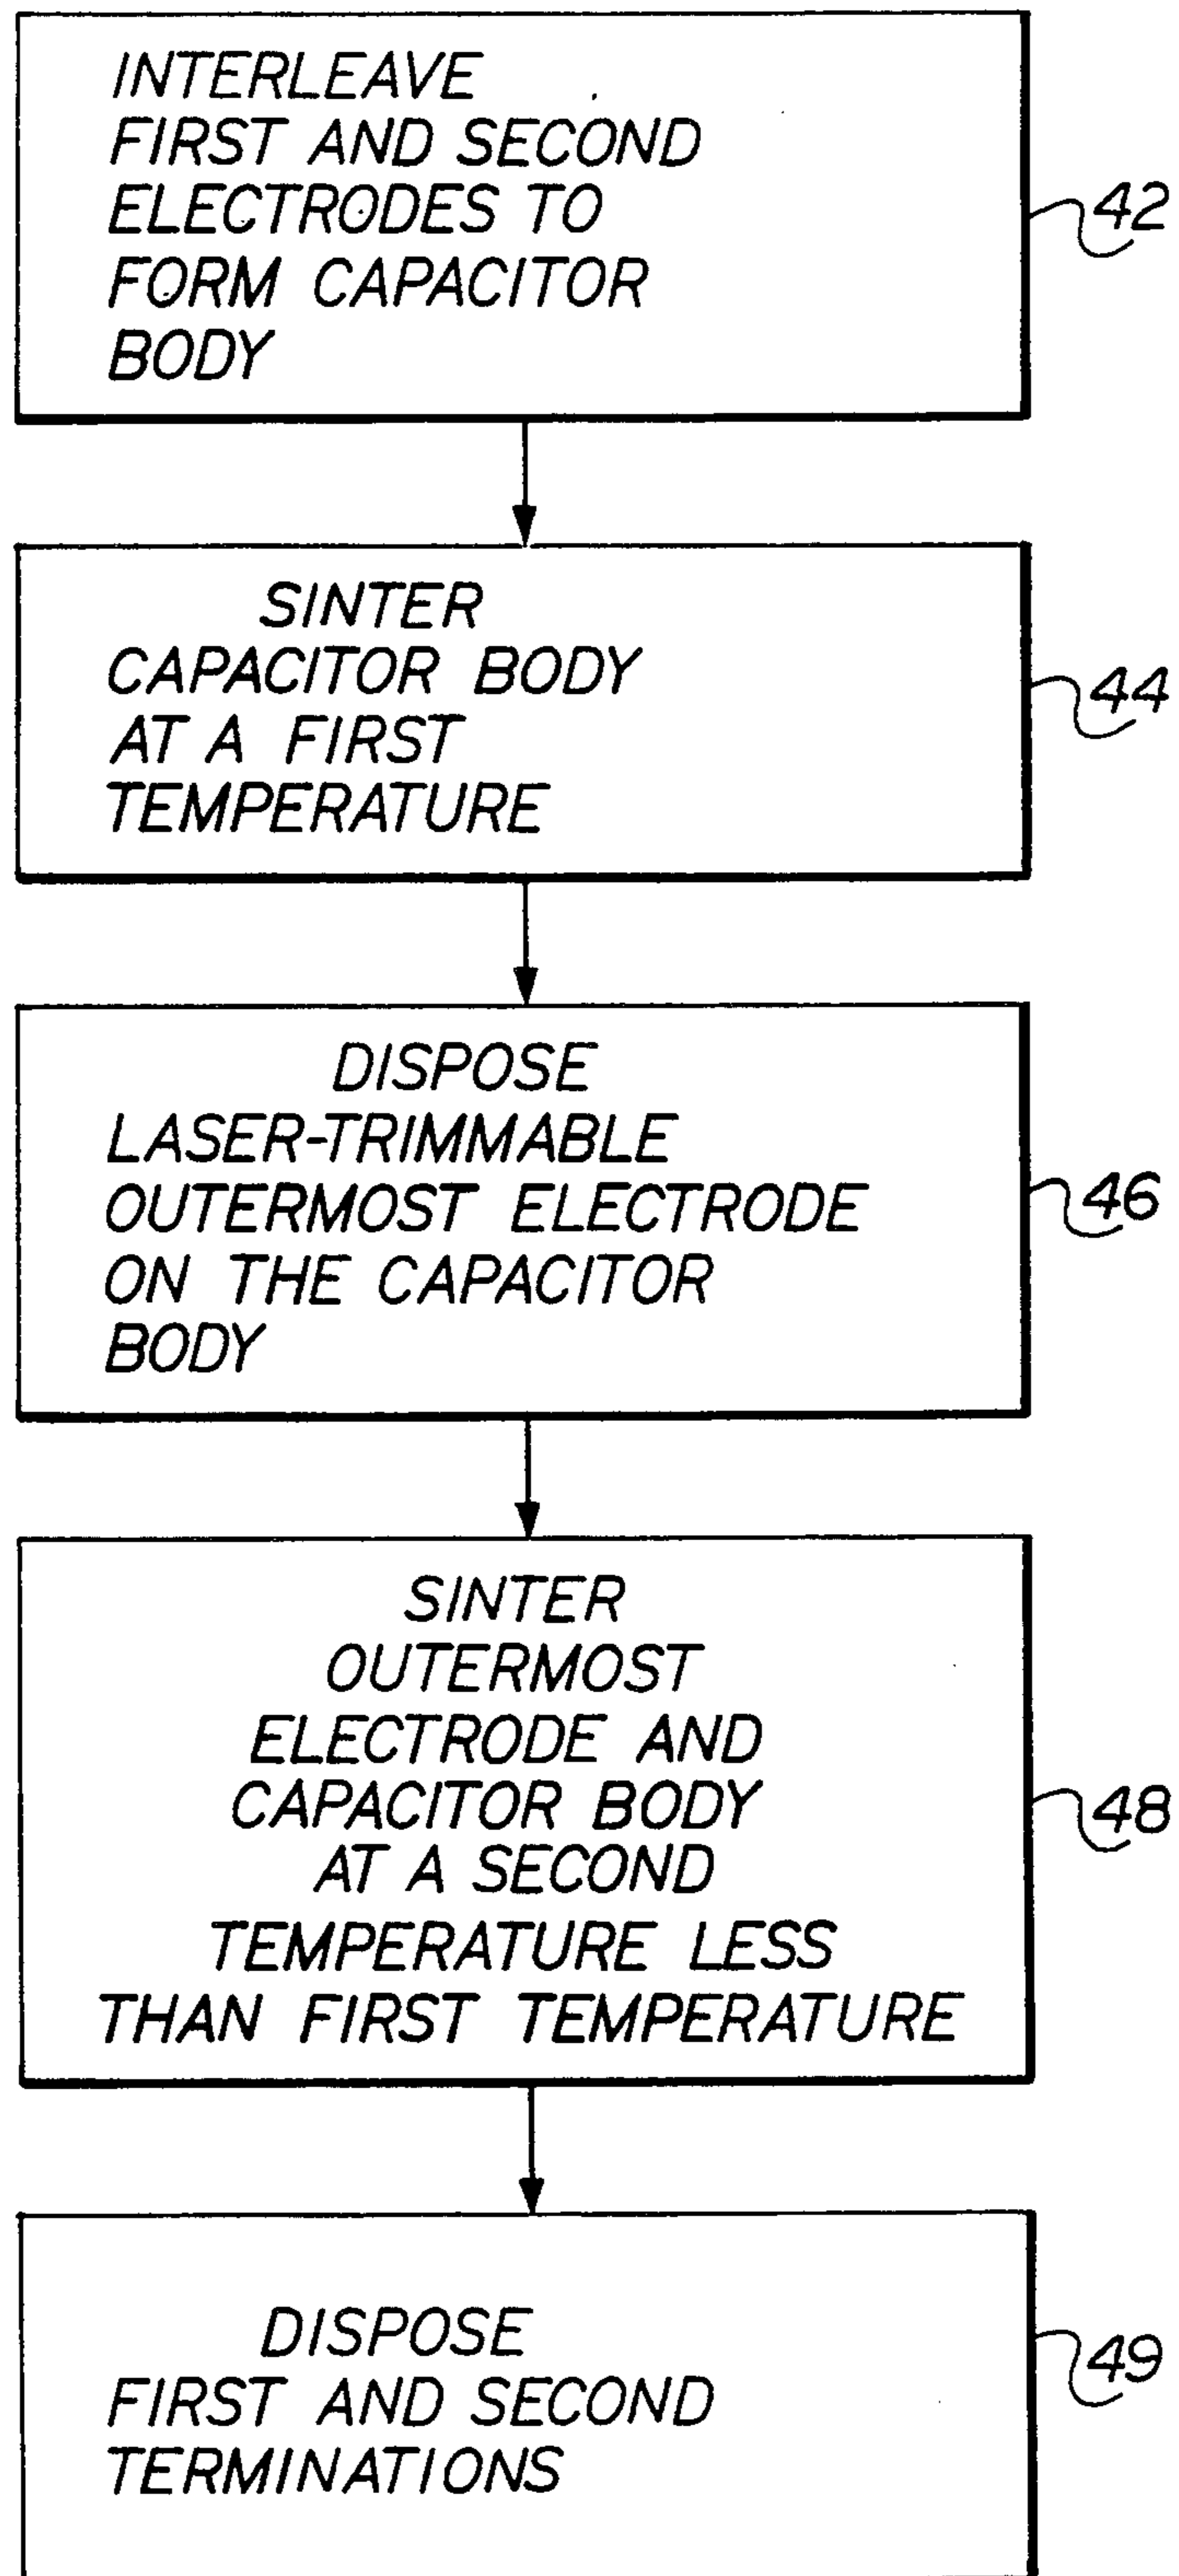 INTERLEAVE
FIRST AND SECOND
ELECTRODES TO
FORM CAPACITOR
BODY
42
SINTER
CAPACITOR BODY
AT A FIRST
TEMPERATURE
44
DISPOSE
LASER-TRIMMABLE
OUTERMOST ELECTRODE
ON THE CAPACITOR
BODY
46
SINTER
OUTERMOST
ELECTRODE AND
CAPACITOR BODY
AT A SECOND
TEMPERATURE LESS
THAN FIRST TEMPERATURE
48
DISPOSE
FIRST AND SECOND
TERMINATIONS
49